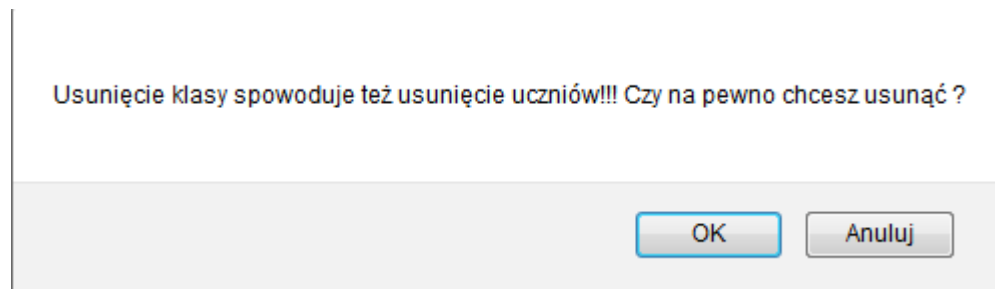 Usunięcie klasy spowoduje też usunięcie uczniów!!! Czy na pewno chcesz usunąć ?
OK
Anuluj